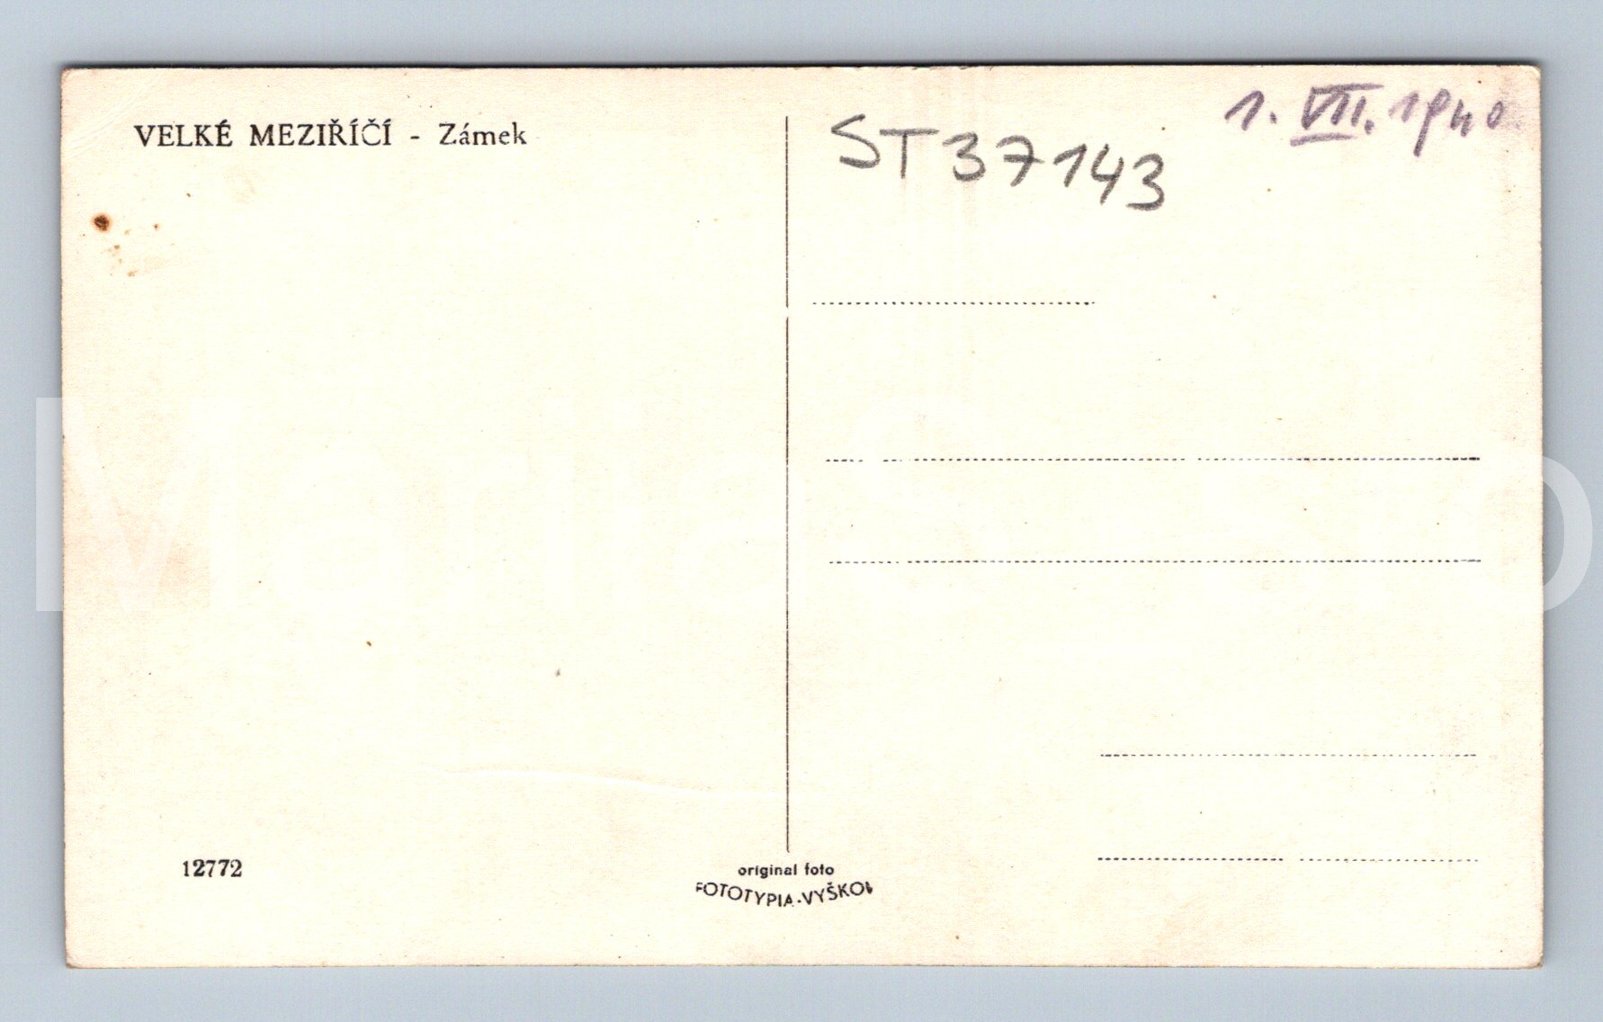 VELKÉ MEZIŘÍČÍ - Zámek
1. VII. 1940
ST37143
12772
original foto
FOTOTYPIA-VYŠKOV